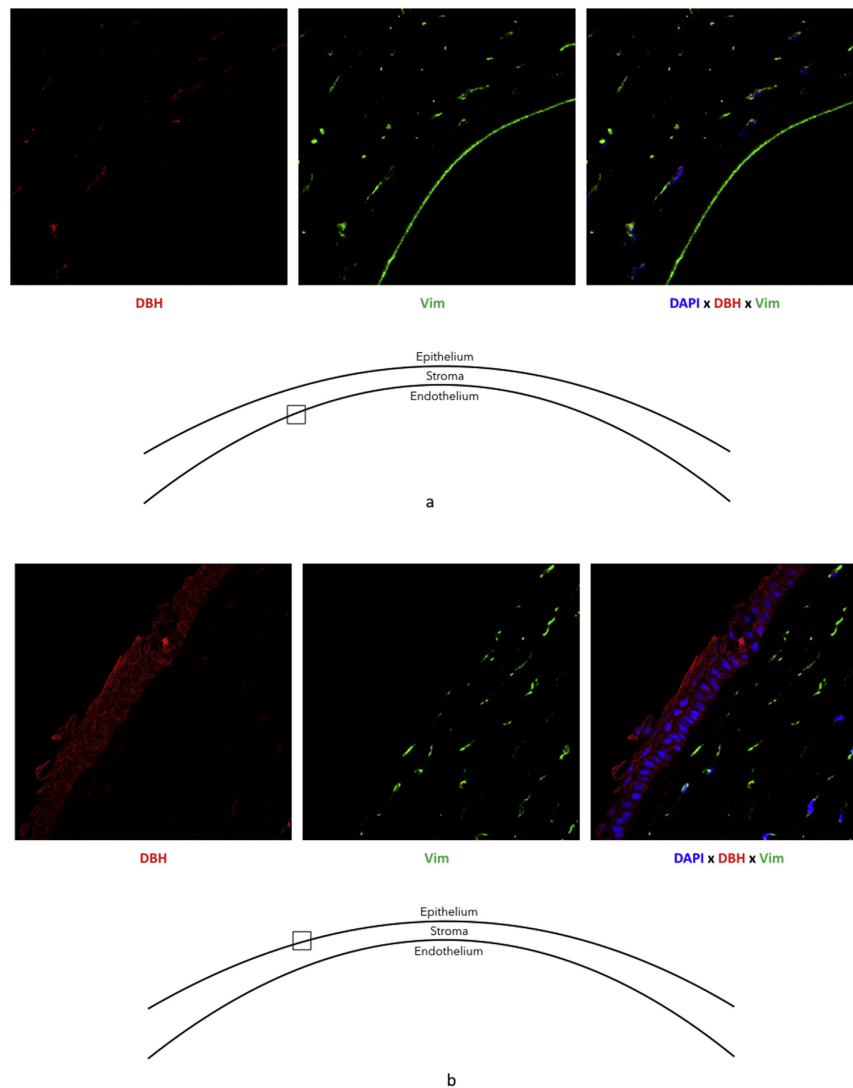 DBH Vim DAPI x DBH x Vim
Epithelium
Stroma
Endothelium
a
DBH Vim DAPI x DBH x Vim
Epithelium
Stroma
Endothelium
b